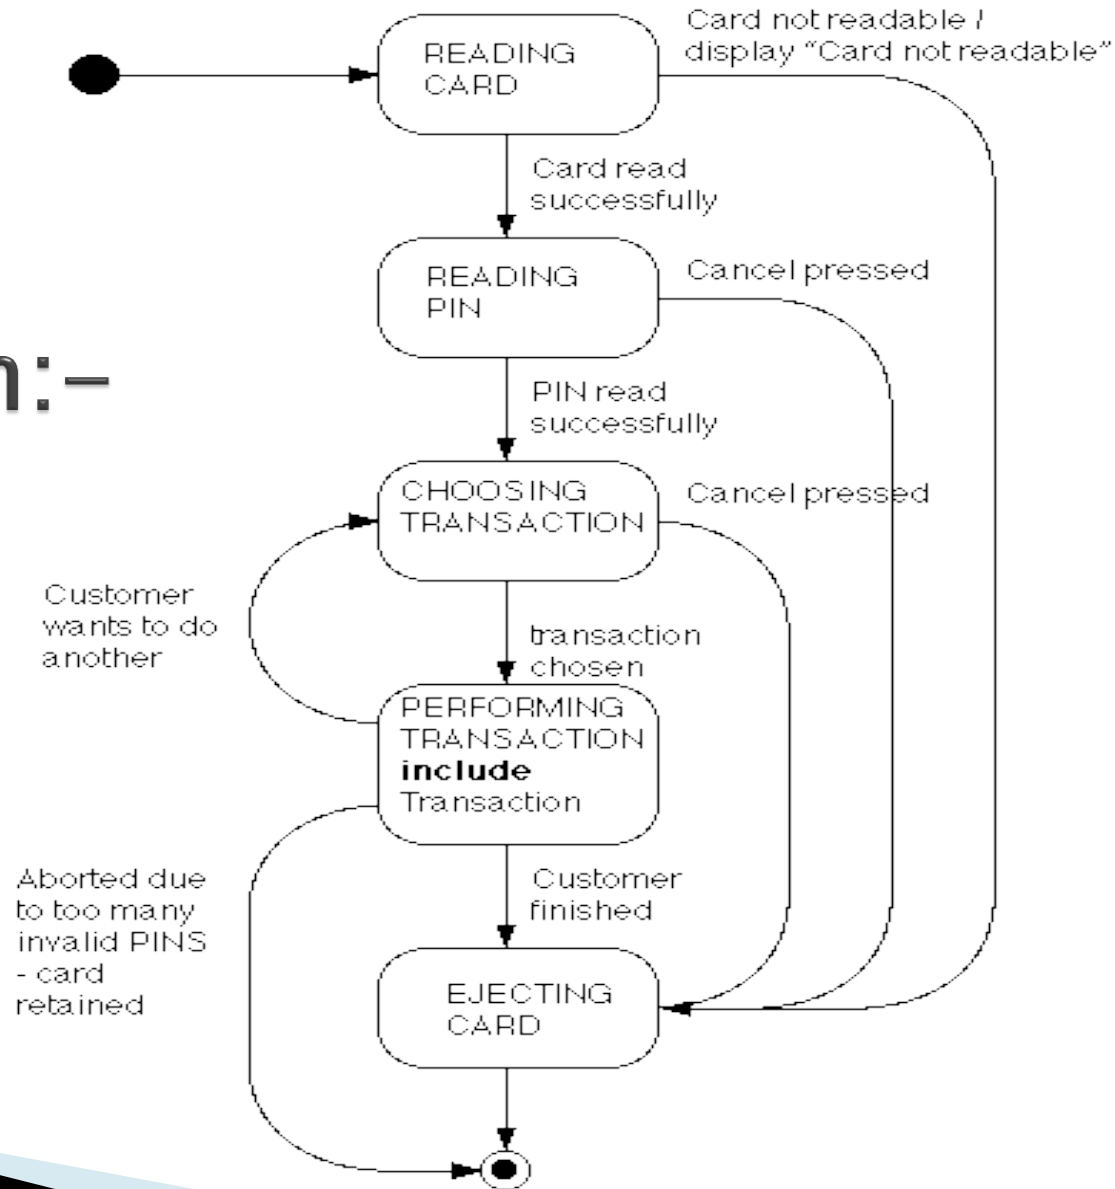 READING
CARD
Card not readable /
display “Card not readable”
Card read
successfully
READING
PIN
Cancel pressed
n:–
PIN read
successfully
CHOOSING
TRANSACTION
Cancel pressed
Customer
wants to do
another
transaction
chosen
PERFORMING
TRANSACTION
include
Transaction
Aborted due
to too many
invalid PINS
- card
retained
Customer
finished
EJECTING
CARD